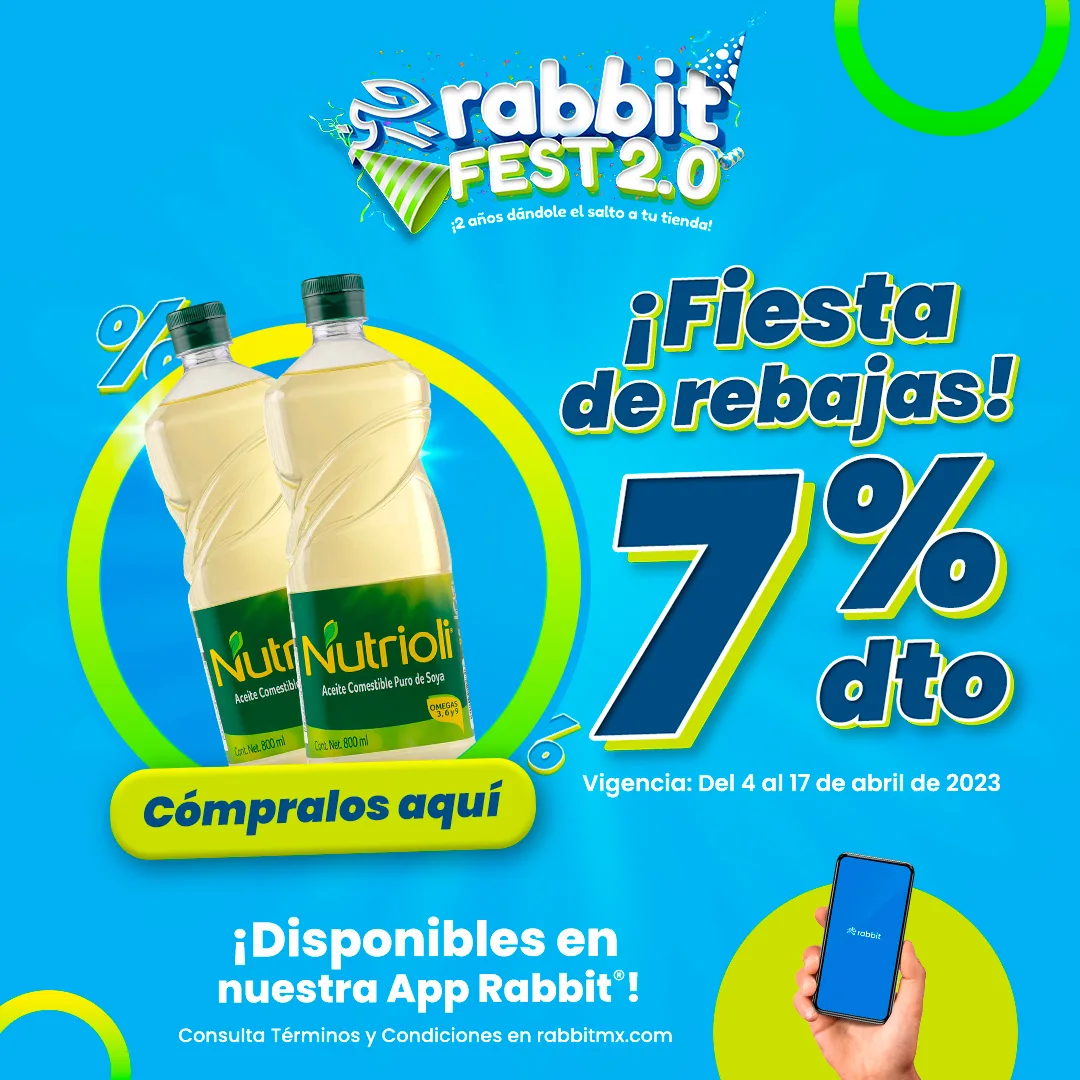 rabbit
FEST 2.0
¡2 años dándole el salto a tu tienda!
%
¡Fiesta
de rebajas!
7%
dto
Nutr
Aceite Comestible
Cont. Net. 800 ml
Nutrioli®
Aceite Comestible Puro de Soya
OMEGAS
3, 6 y 9
Cont. Net. 800 ml
%
Vigencia: Del 4 al 17 de abril de 2023
Cómpralos aquí
¡Disponibles en
nuestra App Rabbit®!
Consulta Términos y Condiciones en rabbitmx.com
rabbit